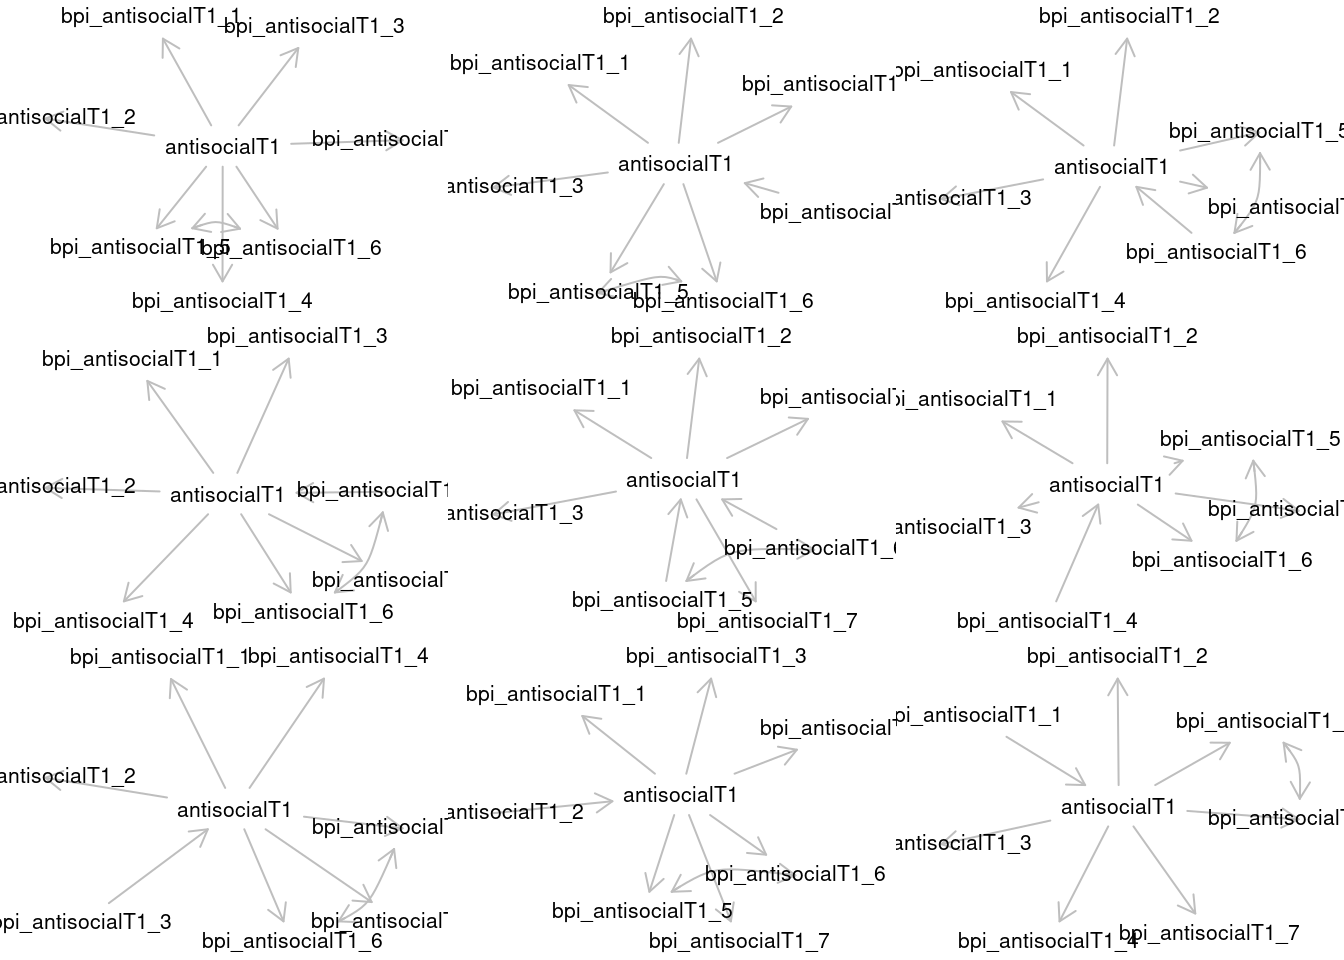 bpi_antisocialT1_1
bpi_antisocialT1_3
antisocialT1_2
antisocialT1
bpi_antisocial
bpi_antisocialT1_5
bpi_antisocialT1_6
bpi_antisocialT1_4
bpi_antisocialT1_2
bpi_antisocialT1_1
bpi_antisocialT1
antisocialT1
antisocialT1_3
bpi_antisocial
bpi_antisocialT1_5
bpi_antisocialT1_6
bpi_antisocialT1_2
bpi_antisocialT1_1
bpi_antisocialT1_5
antisocialT1
antisocialT1_3
bpi_antisocial
bpi_antisocialT1_6
bpi_antisocialT1_4
bpi_antisocialT1_3
bpi_antisocialT1_1
antisocialT1_2
antisocialT1
bpi_antisocialT1
bpi_antisocial
bpi_antisocialT1_6
bpi_antisocialT1_4
bpi_antisocialT1_2
bpi_antisocialT1_1
bpi_antisocial
antisocialT1
antisocialT1_3
bpi_antisocialT1_
bpi_antisocialT1_5
bpi_antisocialT1_7
bpi_antisocialT1_2
pi_antisocialT1_1
bpi_antisocialT1_5
antisocialT1
bpi_antisocial
antisocialT1_3
bpi_antisocialT1_6
bpi_antisocialT1_4
bpi_antisocialT1_1
bpi_antisocialT1_4
antisocialT1_2
antisocialT1
bpi_antisocial
bpi_antisocialT1_3
bpi_antisocial
bpi_antisocialT1_6
bpi_antisocialT1_3
bpi_antisocialT1_1
bpi_antisocial
antisocialT1
antisocialT1_2
bpi_antisocialT1_6
bpi_antisocialT1_5
bpi_antisocialT1_7
bpi_antisocialT1_2
pi_antisocialT1_1
bpi_antisocialT1_
antisocialT1
bpi_antisocial
antisocialT1_3
bpi_antisocialT1_4
bpi_antisocialT1_7